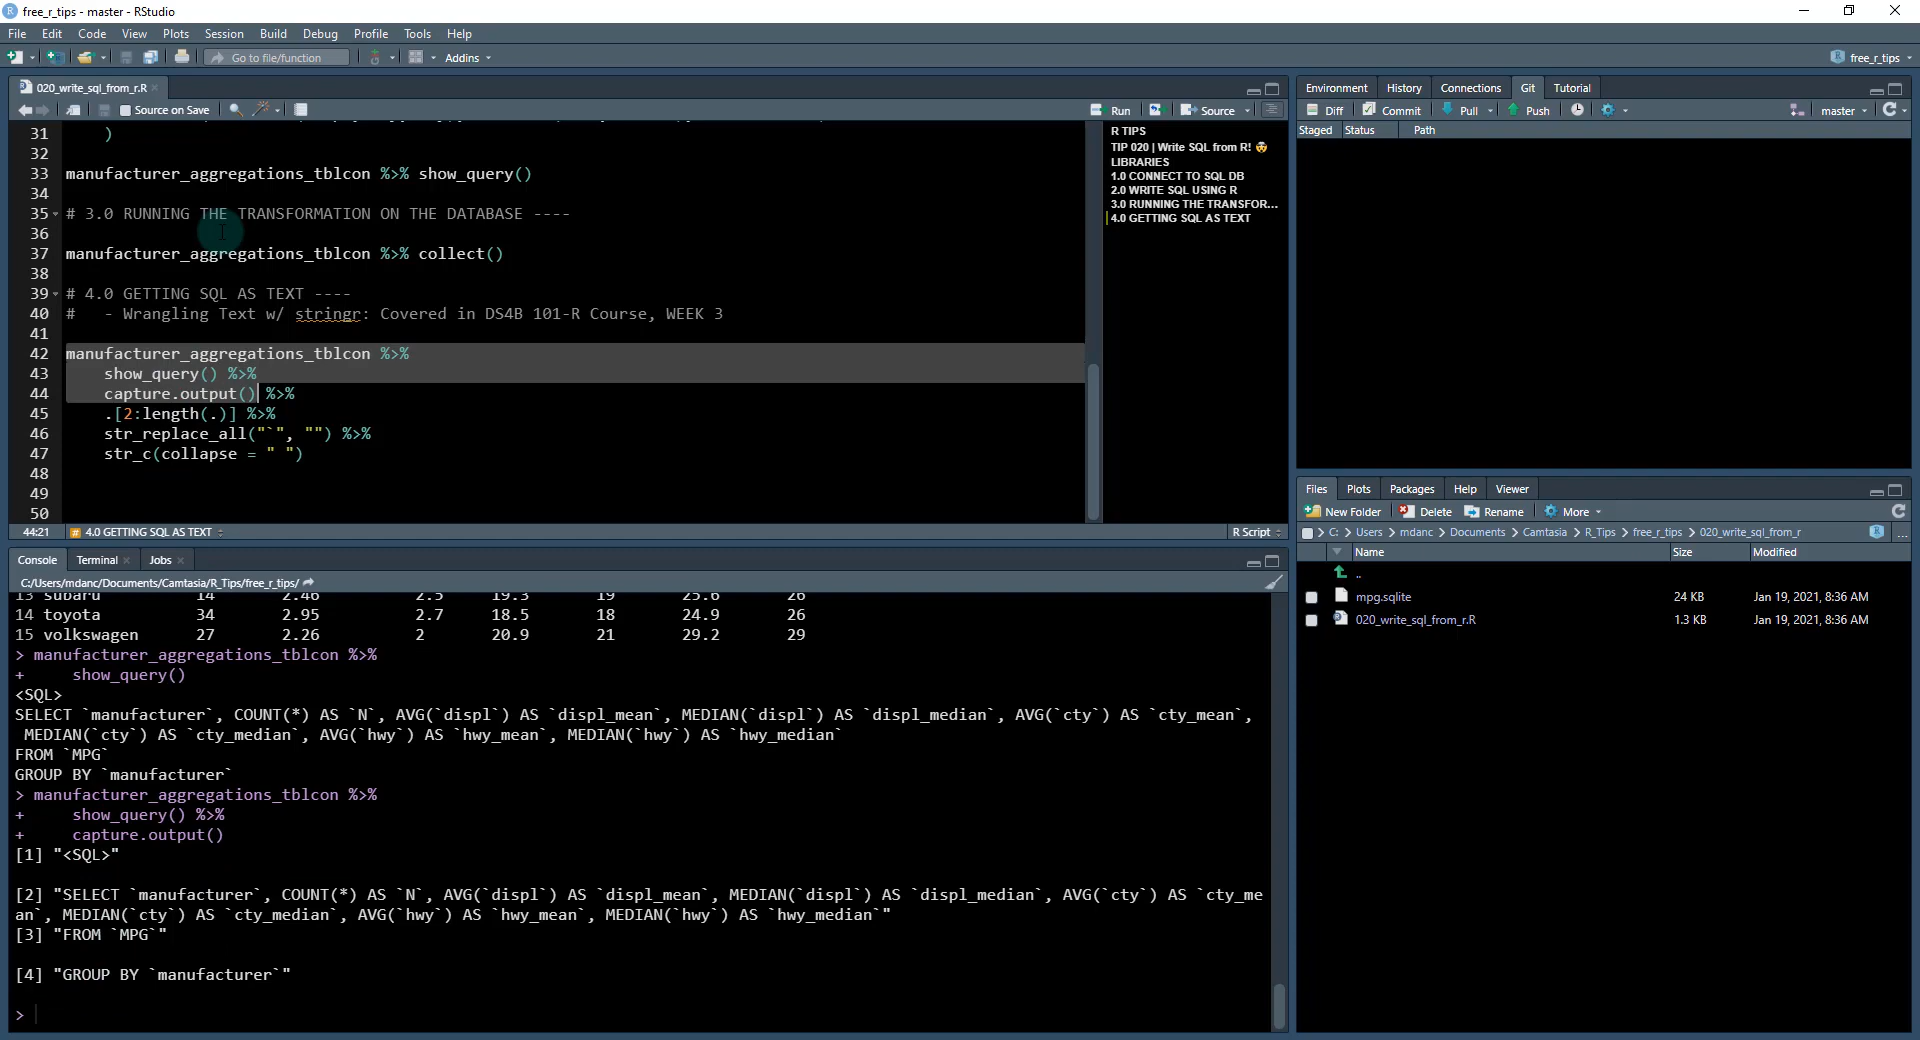 free_r_tips - master - RStudio
File Edit Code View Plots Session Build Debug Profile Tools Help
Go to file/function Addins free_r_tips
020_write_sql_from_r.R
Source on Save Run Source
31 )
32
33 manufacturer_aggregations_tblcon %>% show_query()
34
35 # 3.0 RUNNING THE TRANSFORMATION ON THE DATABASE ----
36
37 manufacturer_aggregations_tblcon %>% collect()
38
39 # 4.0 GETTING SQL AS TEXT ----
40 # - Wrangling Text w/ stringr: Covered in DS4B 101-R Course, WEEK 3
41
42 manufacturer_aggregations_tblcon %>%
43 show_query() %>%
44 capture.output() %>%
45 .[2:length(.)] %>%
46 str_replace_all("`", "") %>%
47 str_c(collapse = " ")
48
49
50
44:21 # 4.0 GETTING SQL AS TEXT R Script
R TIPS
TIP 020 | Write SQL from R! 🤯
LIBRARIES
1.0 CONNECT TO SQL DB
2.0 WRITE SQL USING R
3.0 RUNNING THE TRANSFOR...
4.0 GETTING SQL AS TEXT
Console Terminal Jobs
C:/Users/mdanc/Documents/Camtasia/R_Tips/free_r_tips/
13 subaru 14 2.46 2.5 19.3 19 25.6 26
14 toyota 34 2.95 2.7 18.5 18 24.9 26
15 volkswagen 27 2.26 2 20.9 21 29.2 29
> manufacturer_aggregations_tblcon %>%
+ show_query()
<SQL>
SELECT `manufacturer`, COUNT(*) AS `N`, AVG(`displ`) AS `displ_mean`, MEDIAN(`displ`) AS `displ_median`, AVG(`cty`) AS `cty_mean`,
MEDIAN(`cty`) AS `cty_median`, AVG(`hwy`) AS `hwy_mean`, MEDIAN(`hwy`) AS `hwy_median`
FROM `MPG`
GROUP BY `manufacturer`
> manufacturer_aggregations_tblcon %>%
+ show_query() %>%
+ capture.output()
[1] "<SQL>"
[2] "SELECT `manufacturer`, COUNT(*) AS `N`, AVG(`displ`) AS `displ_mean`, MEDIAN(`displ`) AS `displ_median`, AVG(`cty`) AS `cty_me
an`, MEDIAN(`cty`) AS `cty_median`, AVG(`hwy`) AS `hwy_mean`, MEDIAN(`hwy`) AS `hwy_median`"
[3] "FROM `MPG`"
[4] "GROUP BY `manufacturer`"
>
Environment History Connections Git Tutorial
Diff Commit Pull Push master
Staged Status Path
Files Plots Packages Help Viewer
New Folder Delete Rename More
C: > Users > mdanc > Documents > Camtasia > R_Tips > free_r_tips > 020_write_sql_from_r ...
Name Size Modified
..
mpg.sqlite 24 KB Jan 19, 2021, 8:36 AM
020_write_sql_from_r.R 1.3 KB Jan 19, 2021, 8:36 AM